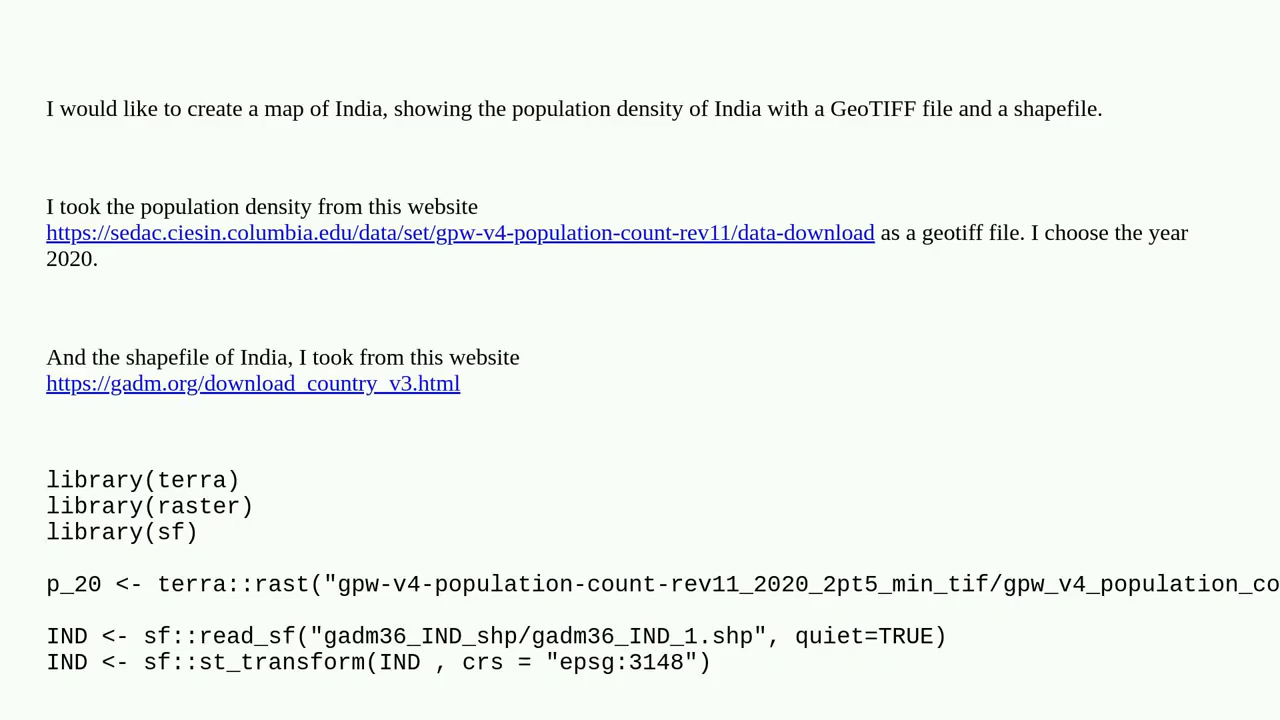 I would like to create a map of India, showing the population density of India with a GeoTIFF file and a shapefile.
I took the population density from this website
https://sedac.ciesin.columbia.edu/data/set/gpw-v4-population-count-rev11/data-download as a geotiff file. I choose the year
2020.
And the shapefile of India, I took from this website
https://gadm.org/download_country_v3.html
library(terra)
library(raster)
library(sf)
p_20 <- terra::rast("gpw-v4-population-count-rev11_2020_2pt5_min_tif/gpw_v4_population_co
IND <- sf::read_sf("gadm36_IND_shp/gadm36_IND_1.shp", quiet=TRUE)
IND <- sf::st_transform(IND , crs = "epsg:3148")